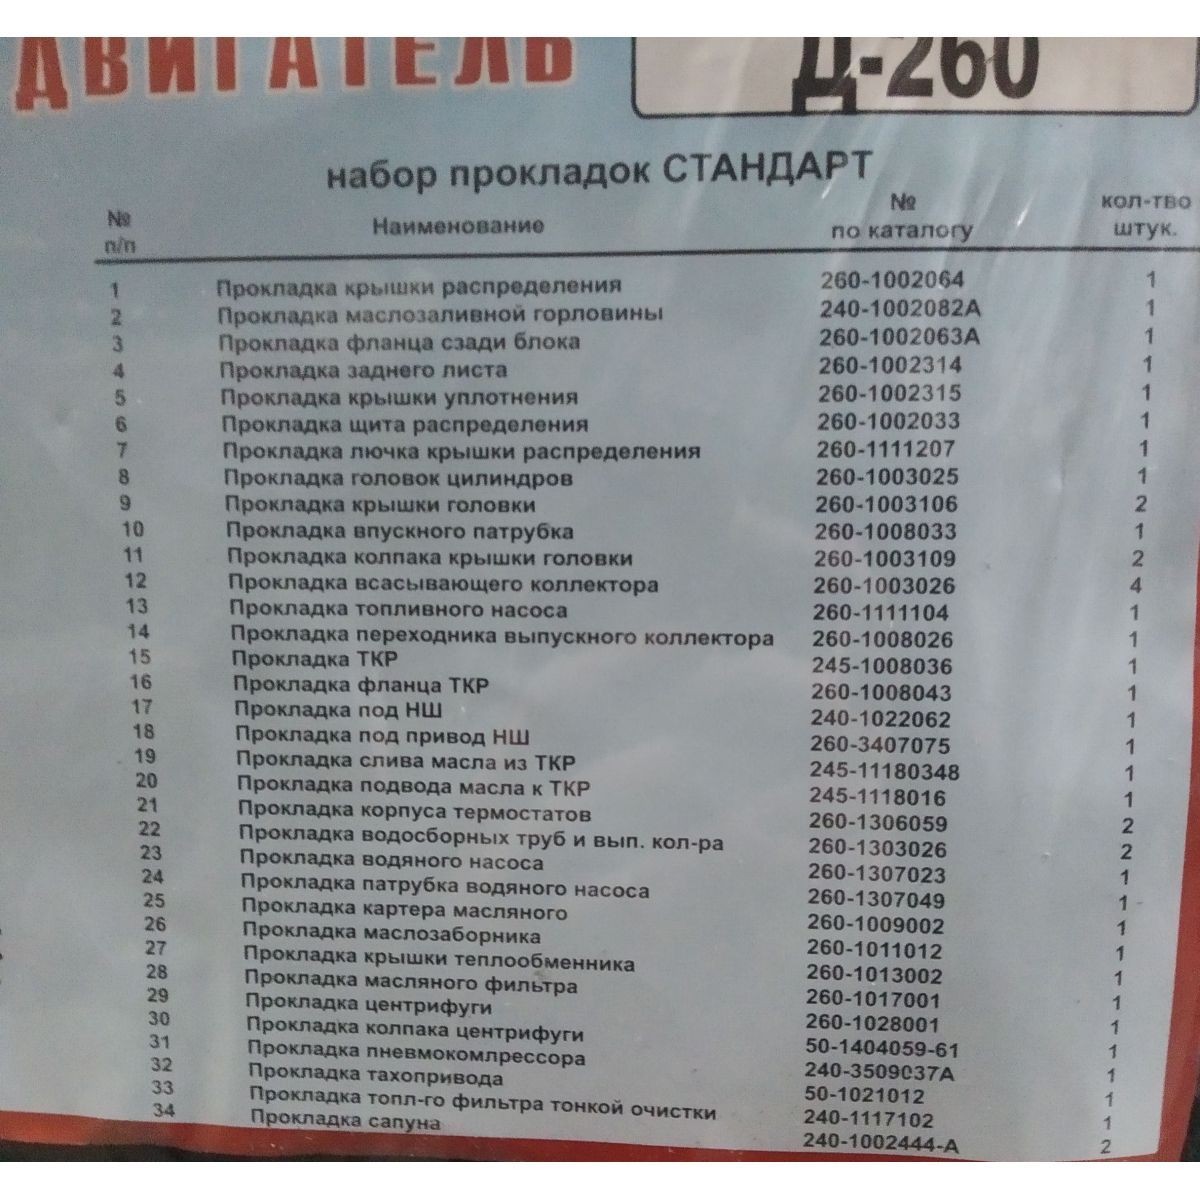 ДВИГАТЕЛЬ Д-260
набор прокладок СТАНДАРТ
№ п/п Наименование № по каталогу кол-тво штук.
1 Прокладка крышки распределения 260-1002064 1
2 Прокладка маслозаливной горловины 240-1002082А 1
3 Прокладка фланца сзади блока 260-1002063А 1
4 Прокладка заднего листа 260-1002314 1
5 Прокладка крышки уплотнения 260-1002315 1
6 Прокладка щита распределения 260-1002033 1
7 Прокладка лючка крышки распределения 260-1111207 1
8 Прокладка головок цилиндров 260-1003025 1
9 Прокладка крышки головки 260-1003106 2
10 Прокладка впускного патрубка 260-1008033 1
11 Прокладка колпака крышки головки 260-1003109 2
12 Прокладка всасывающего коллектора 260-1003026 4
13 Прокладка топливного насоса 260-1111104 1
14 Прокладка переходника выпускного коллектора 260-1008026 1
15 Прокладка ТКР 245-1008036 1
16 Прокладка фланца ТКР 260-1008043 1
17 Прокладка под НШ 240-1022062 1
18 Прокладка под привод НШ 260-3407075 1
19 Прокладка слива масла из ТКР 245-11180348 1
20 Прокладка подвода масла к ТКР 245-1118016 1
21 Прокладка корпуса термостатов 260-1306059 2
22 Прокладка водосборных труб и вып. кол-ра 260-1303026 2
23 Прокладка водяного насоса 260-1307023 1
24 Прокладка патрубка водяного насоса 260-1307049 1
25 Прокладка картера масляного 260-1009002 1
26 Прокладка маслозаборника 260-1011012 1
27 Прокладка крышки теплообменника 260-1013002 1
28 Прокладка масляного фильтра 260-1017001 1
29 Прокладка центрифуги 260-1028001 1
30 Прокладка колпака центрифуги 50-1404059-61 1
31 Прокладка пневмокомлрессора 240-3509037А 1
32 Прокладка тахопривода 50-1021012 1
33 Прокладка топл-го фильтра тонкой очистки 240-1117102 1
34 Прокладка сапуна 240-1002444-А 2